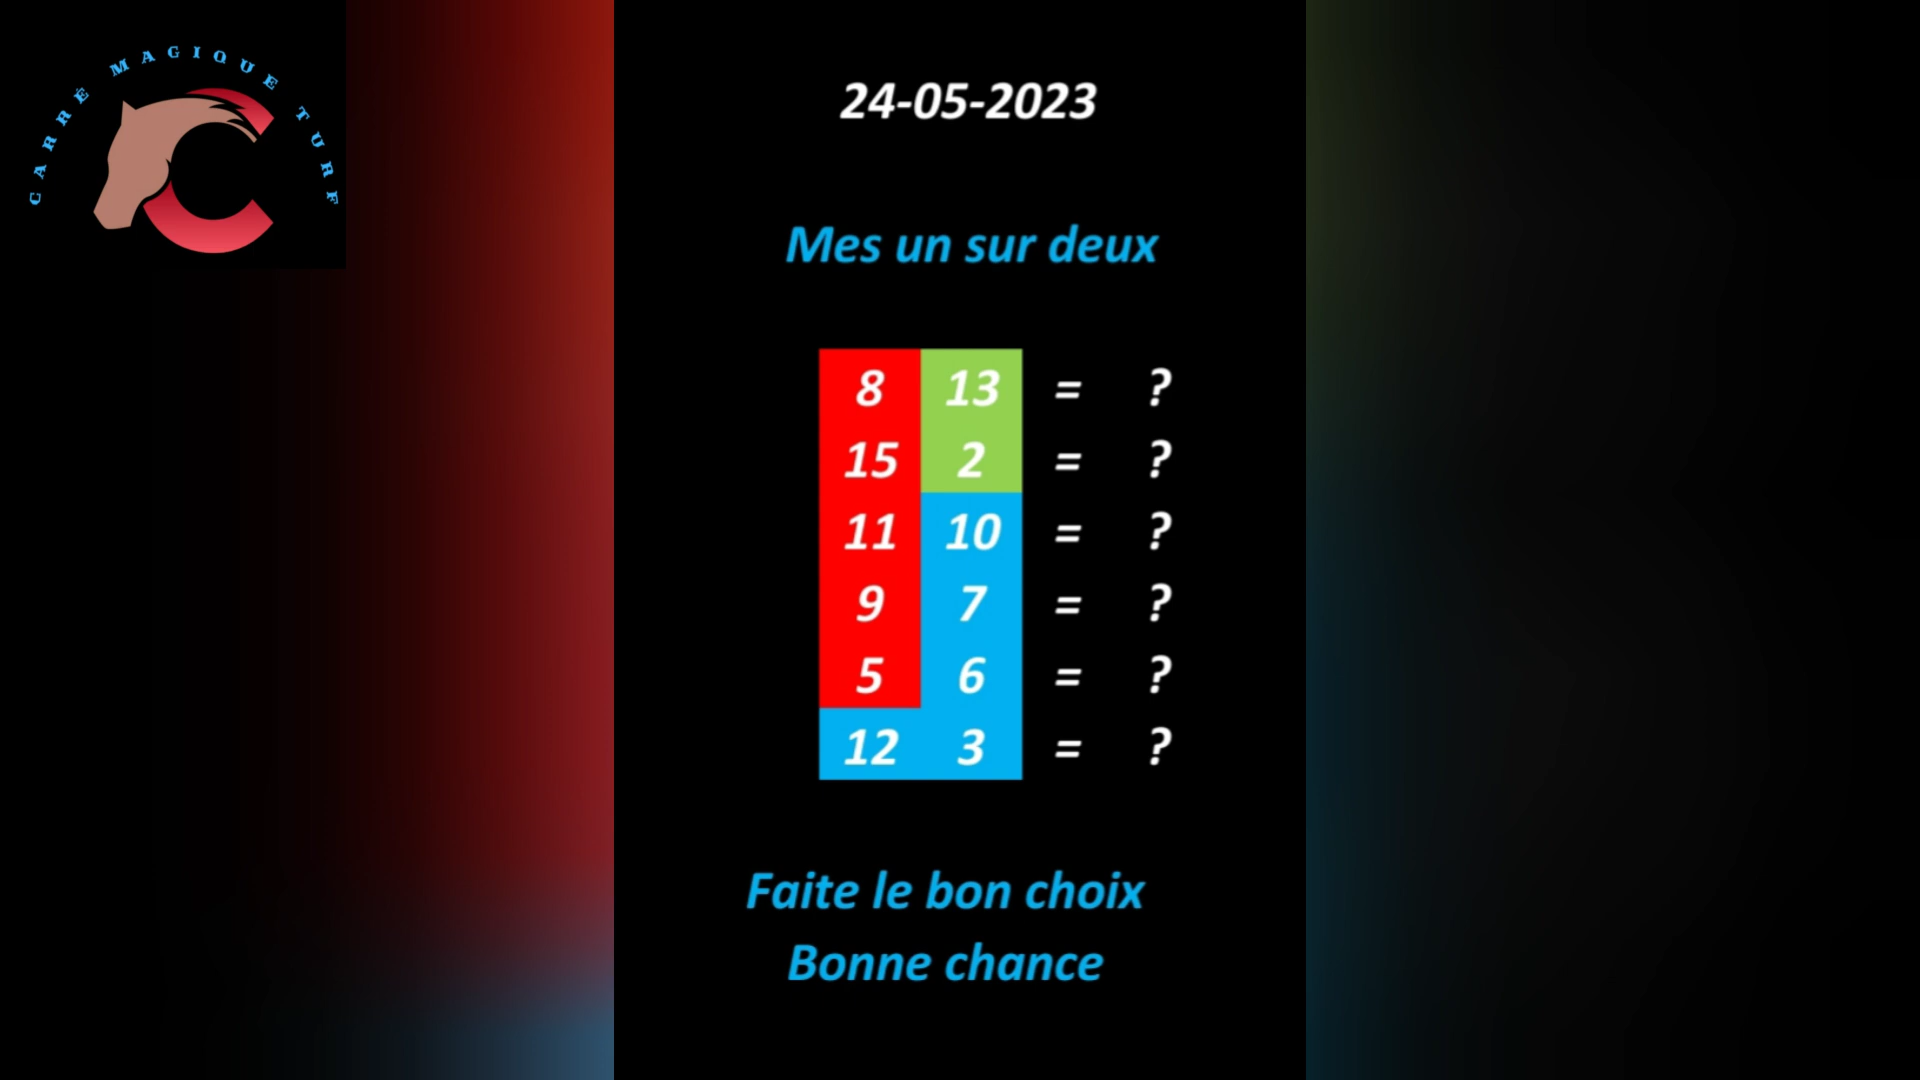 CARRÉ MAGIQUE TURF
24-05-2023
Mes un sur deux
8 13 = ?
15 2 = ?
11 10 = ?
9 7 = ?
5 6 = ?
12 3 = ?
Faite le bon choix
Bonne chance